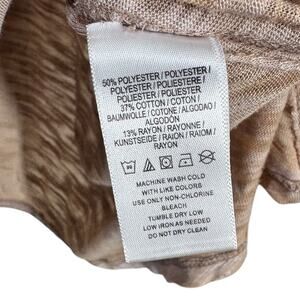 50% POLYESTER / POLYESTER /
POLYESTER / POLIESTERE /
POLIESTER / POLIESTER
37% COTTON / COTON /
BAUMWOLLE / COTONE / ALGODAO /
ALGODÓN
13% RAYON / RAYONNE /
KUNSTSEIDE / RAION / RAIOM /
RAYON
MACHINE WASH COLD
WITH LIKE COLORS
USE ONLY NON-CHLORINE
BLEACH
TUMBLE DRY LOW
LOW IRON AS NEEDED
DO NOT DRY CLEAN